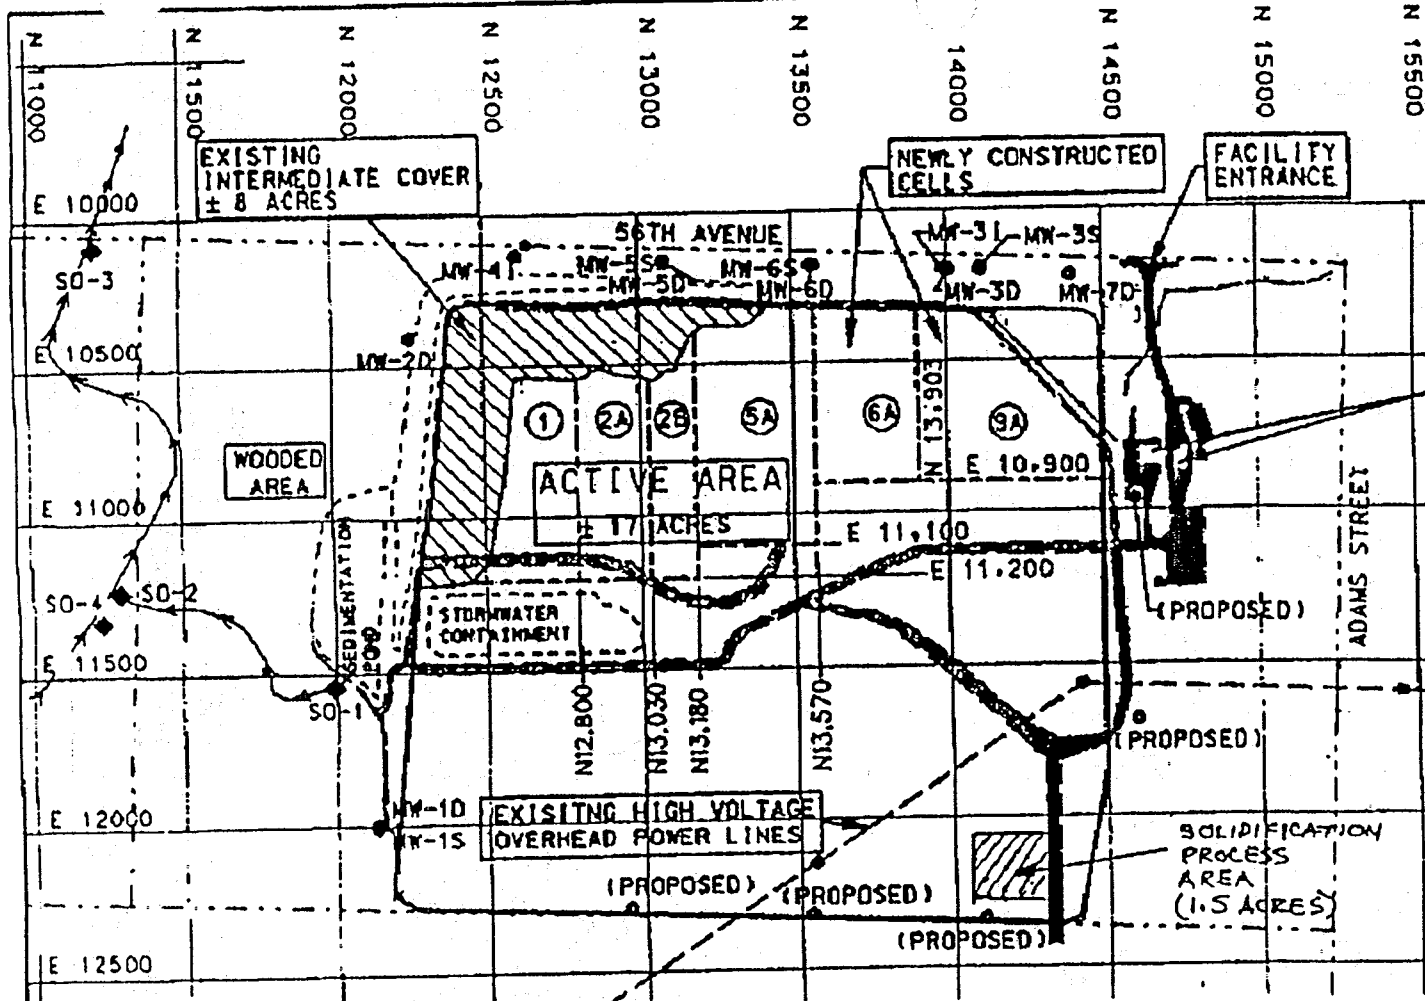 N 11000
N 11500
N 12000
N 12500
N 13000
N 13500
N 14000
N 14500
N 15000
N 15500
EXISTING
INTERMEDIATE COVER
± 8 ACRES
NEWLY CONSTRUCTED
CELLS
FACILITY
ENTRANCE
E 10000
56TH AVENUE
MW-3I
MW-3S
MW-4I
MW-5S
MW-6S
SO-3
MW-5D
MW-6D
MW-3D
MW-7D
E 10500
MW-2D
N 13,903
1
2A
2B
5A
6A
9A
WOODED
AREA
E 10,900
ACTIVE AREA
± 17 ACRES
E 11000
E 11,100
E 11,200
ADAMS STREET
SO-4
SO-2
SEDIMENTATION
POND
STORMWATER
CONTAINMENT
(PROPOSED)
E 11500
SO-1
N12,800
N13,030
N13,180
N13,570
(PROPOSED)
E 12000
MW-1D
MW-1S
EXISITNG HIGH VOLTAGE
OVERHEAD POWER LINES
SOLIDIFICATION
PROCESS
AREA
(1.5 ACRES)
(PROPOSED)
(PROPOSED)
(PROPOSED)
E 12500